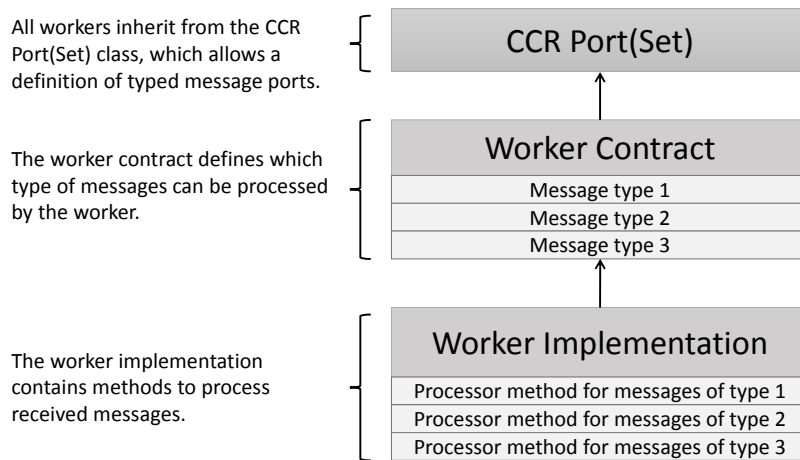 All workers inherit from the CCR
Port(Set) class, which allows a
definition of typed message ports.
CCR Port(Set)
The worker contract defines which
type of messages can be processed
by the worker.
Worker Contract
Message type 1
Message type 2
Message type 3
The worker implementation
contains methods to process
received messages.
Worker Implementation
Processor method for messages of type 1
Processor method for messages of type 2
Processor method for messages of type 3